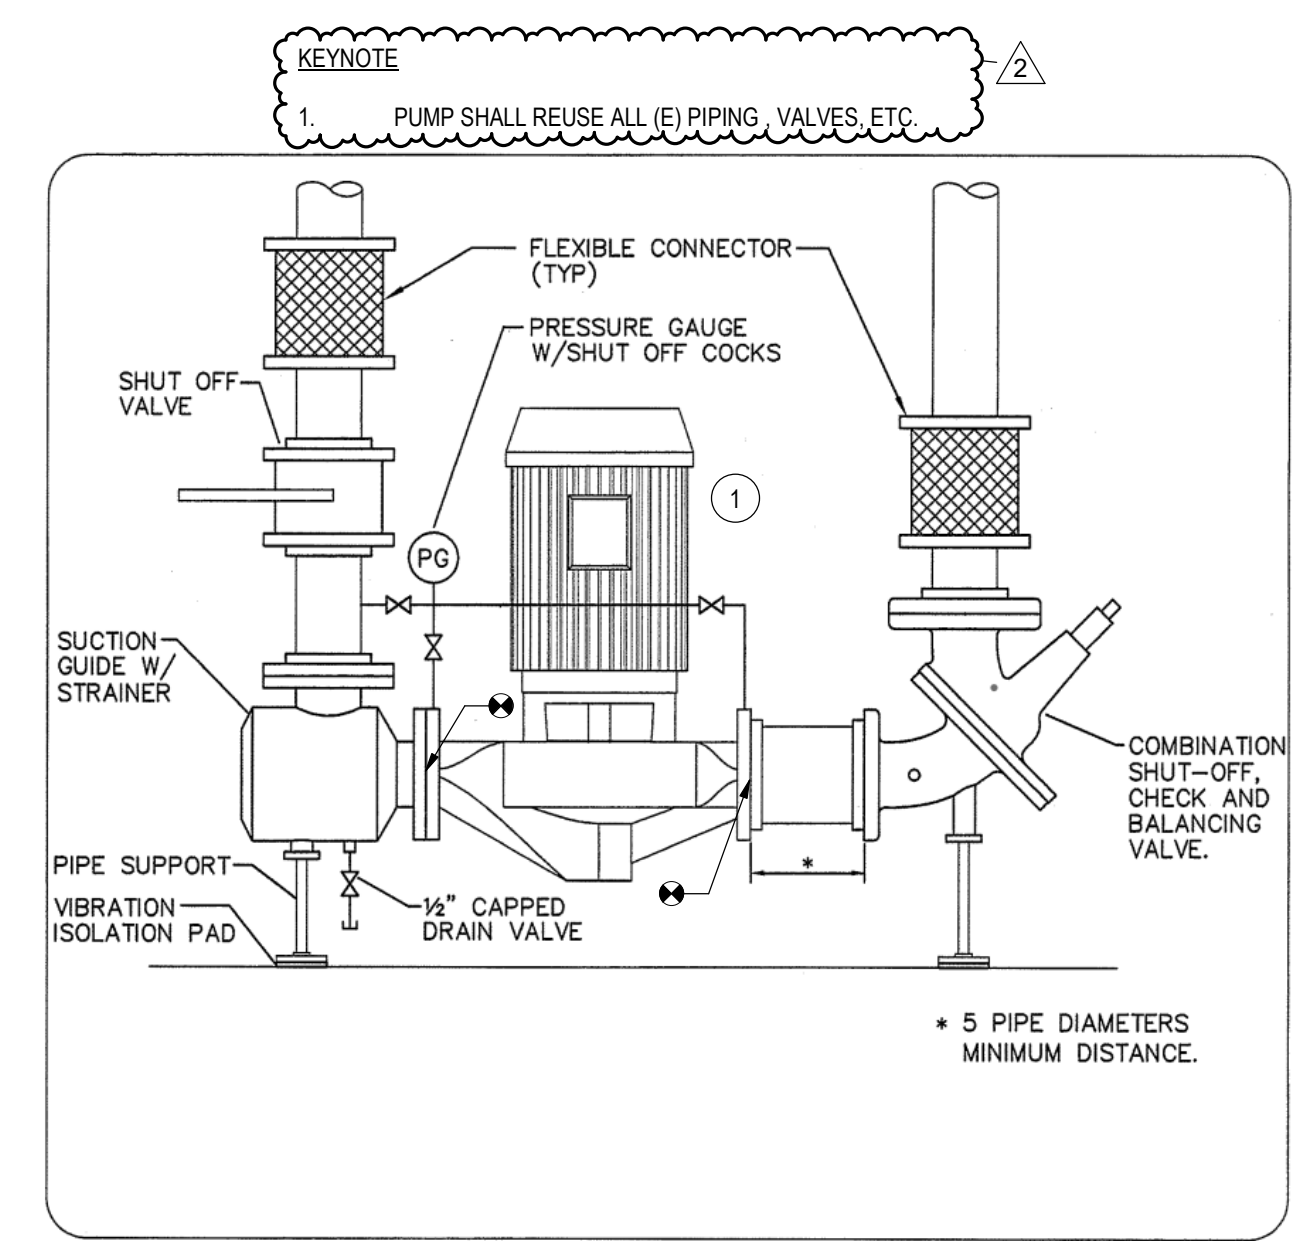 KEYNOTE
2
1. PUMP SHALL REUSE ALL (E) PIPING , VALVES, ETC.
FLEXIBLE CONNECTOR
(TYP)
PRESSURE GAUGE
W/SHUT OFF COCKS
SHUT OFF
VALVE
1
PG
SUCTION
GUIDE W/
STRAINER
COMBINATION
SHUT-OFF,
CHECK AND
BALANCING
VALVE.
*
PIPE SUPPORT
VIBRATION
ISOLATION PAD
½" CAPPED
DRAIN VALVE
* 5 PIPE DIAMETERS
MINIMUM DISTANCE.